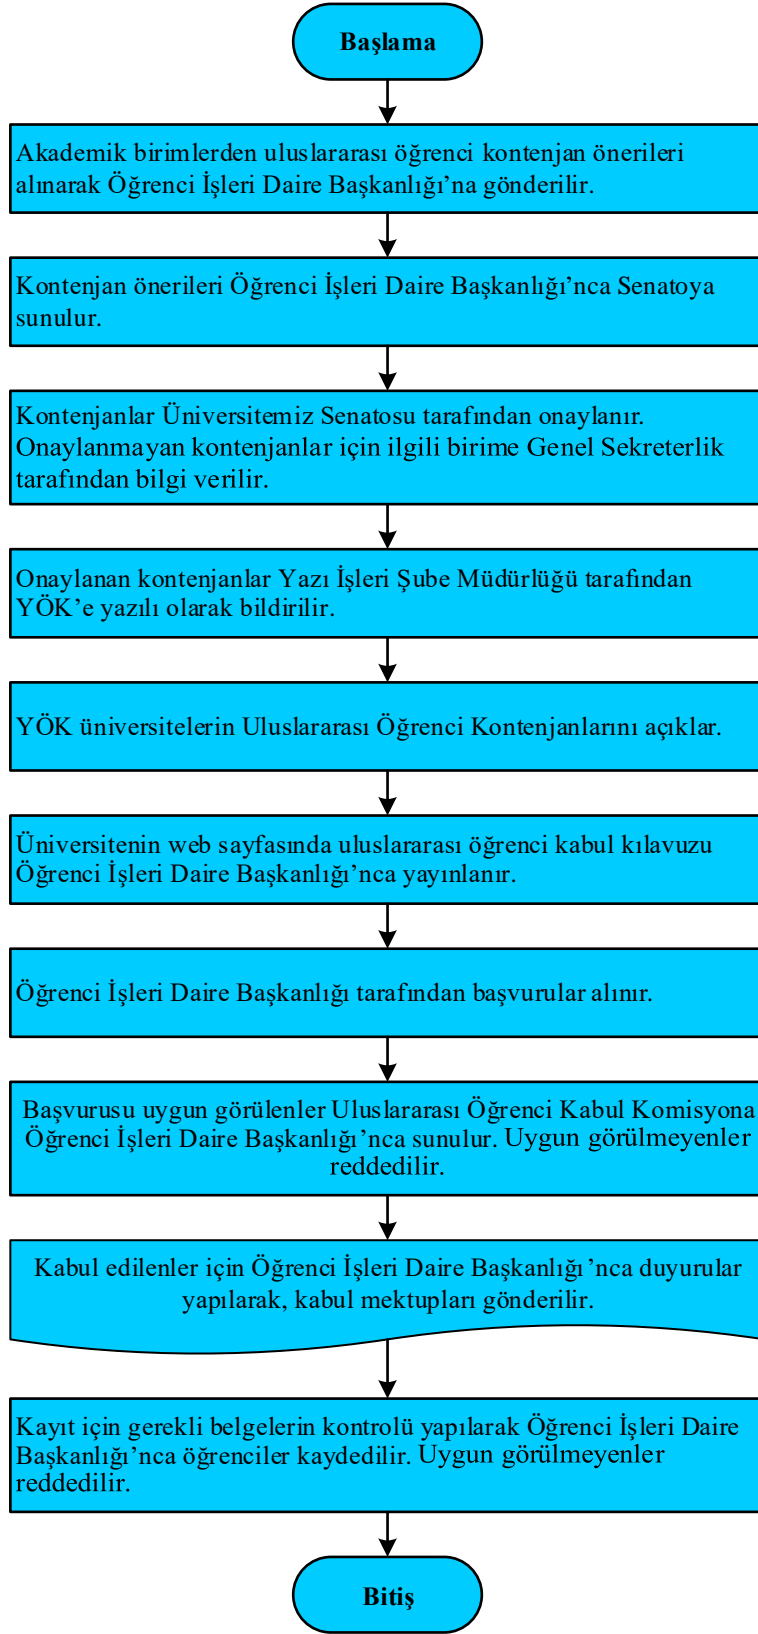 Başlama
Akademik birimlerden uluslararası öğrenci kontenjan önerileri
alınarak Öğrenci İşleri Daire Başkanlığı’na gönderilir.
Kontenjan önerileri Öğrenci İşleri Daire Başkanlığı’nca Senatoya
sunulur.
Kontenjanlar Üniversitemiz Senatosu tarafından onaylanır.
Onaylanmayan kontenjanlar için ilgili birime Genel Sekreterlik
tarafından bilgi verilir.
Onaylanan kontenjanlar Yazı İşleri Şube Müdürlüğü tarafından
YÖK’e yazılı olarak bildirilir.
YÖK üniversitelerin Uluslararası Öğrenci Kontenjanlarını açıklar.
Üniversitenin web sayfasında uluslararası öğrenci kabul kılavuzu
Öğrenci İşleri Daire Başkanlığı’nca yayınlanır.
Öğrenci İşleri Daire Başkanlığı tarafından başvurular alınır.
Başvurusu uygun görülenler Uluslararası Öğrenci Kabul Komisyona
Öğrenci İşleri Daire Başkanlığı’nca sunulur. Uygun görülmeyenler
reddedilir.
Kabul edilenler için Öğrenci İşleri Daire Başkanlığı’nca duyurular
yapılarak, kabul mektupları gönderilir.
Kayıt için gerekli belgelerin kontrolü yapılarak Öğrenci İşleri Daire
Başkanlığı’nca öğrenciler kaydedilir. Uygun görülmeyenler
reddedilir.
Bitiş